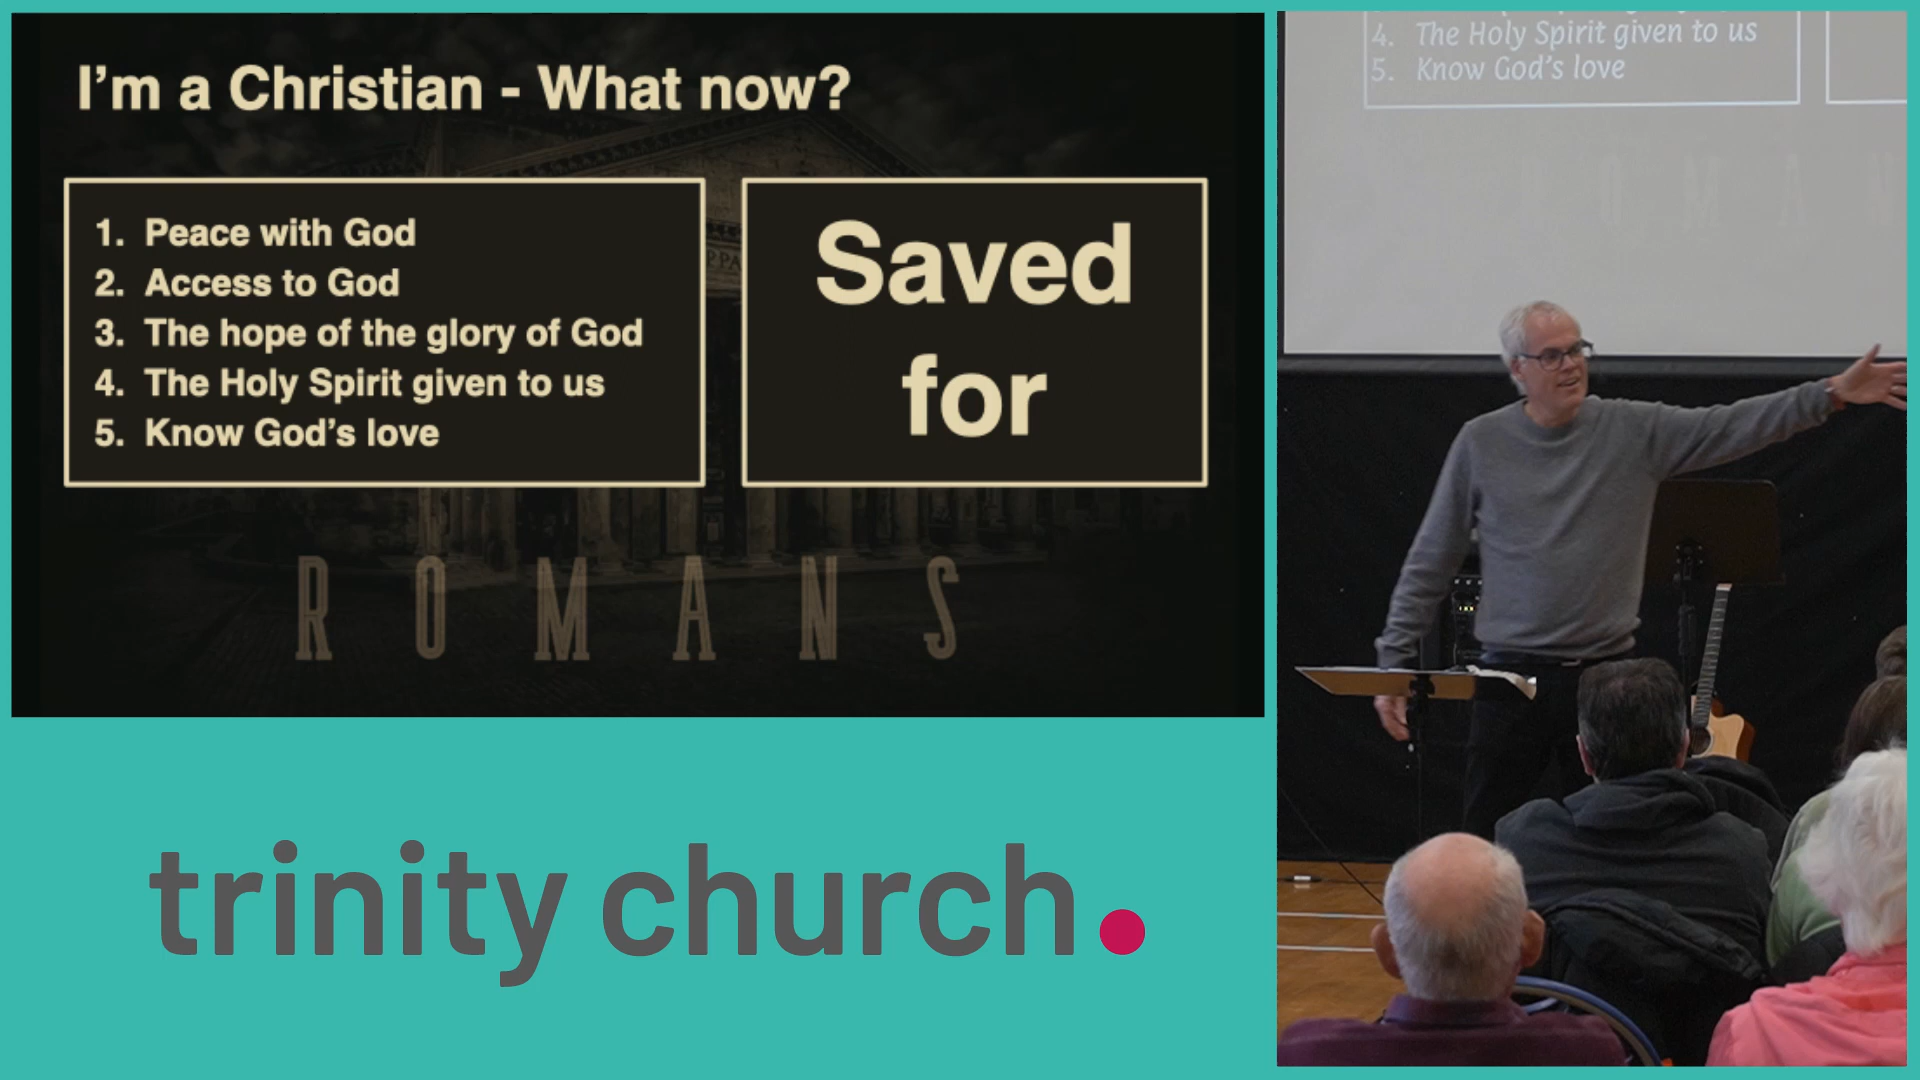 I'm a Christian - What now?
1. Peace with God
2. Access to God
3. The hope of the glory of God
4. The Holy Spirit given to us
5. Know God's love
Saved
for
ROMANS
trinity church.
4. The Holy Spirit given to us
5. Know God's love
ROMAN